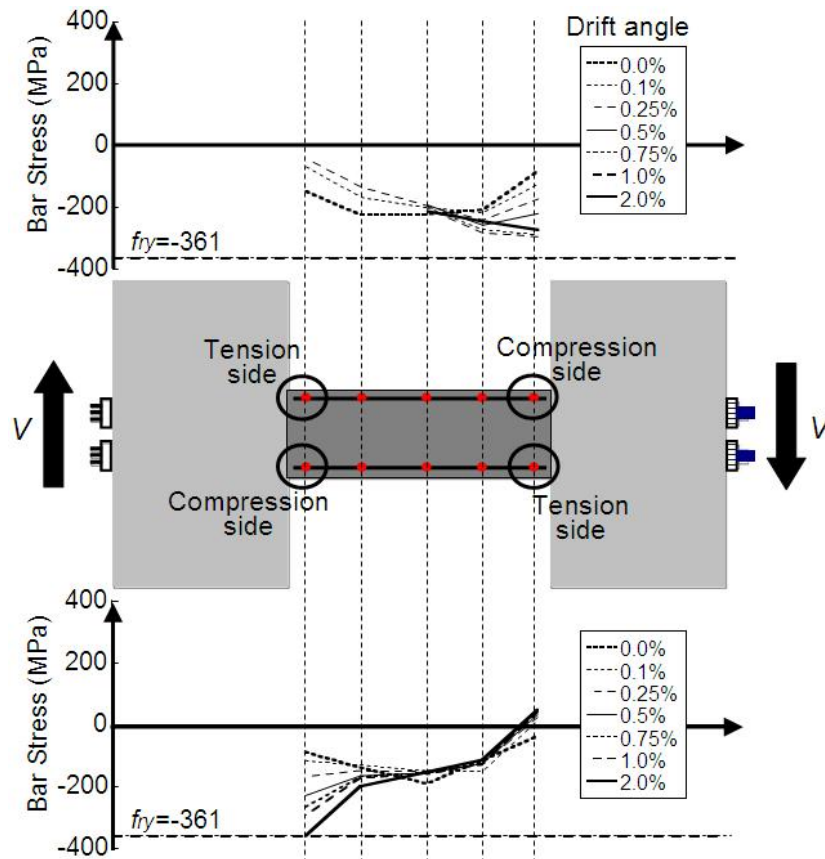 400
200
0
-200
-400
Bar Stress (MPa)
fry=-361
Drift angle
0.0%
0.1%
0.25%
0.5%
0.75%
1.0%
2.0%
Tension
side
Compression
side
V
V
Compression
side
Tension
side
400
200
0
-200
-400
Bar Stress (MPa)
fry=-361
0.0%
0.1%
0.25%
0.5%
0.75%
1.0%
2.0%